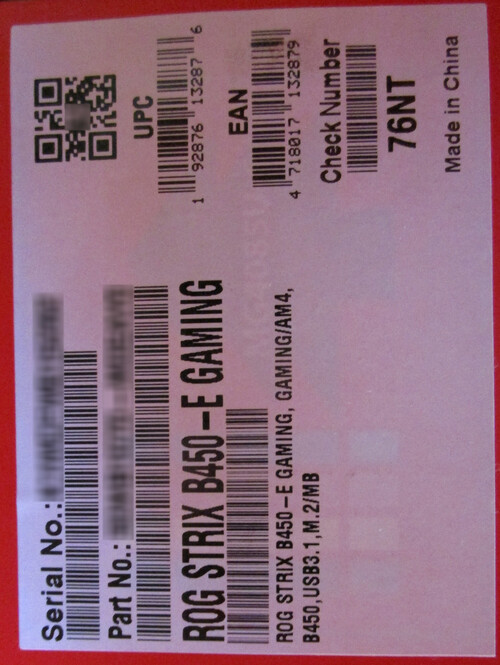 Serial No.:
Part No.:
ROG STRIX B450-E GAMING
ROG STRIX B450-E GAMING, GAMING/AM4,
B450,USB3.1,M.2/MB
UPC
1 92876 13287 6
EAN
4 718017 132879
Check Number
76NT
Made in China